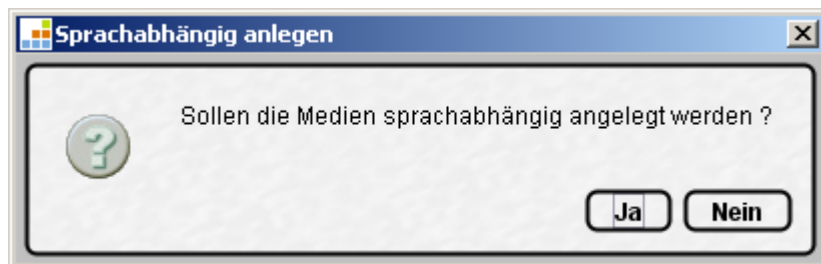 Sprachabhängig anlegen
Sollen die Medien sprachabhängig angelegt werden ?
Ja Nein